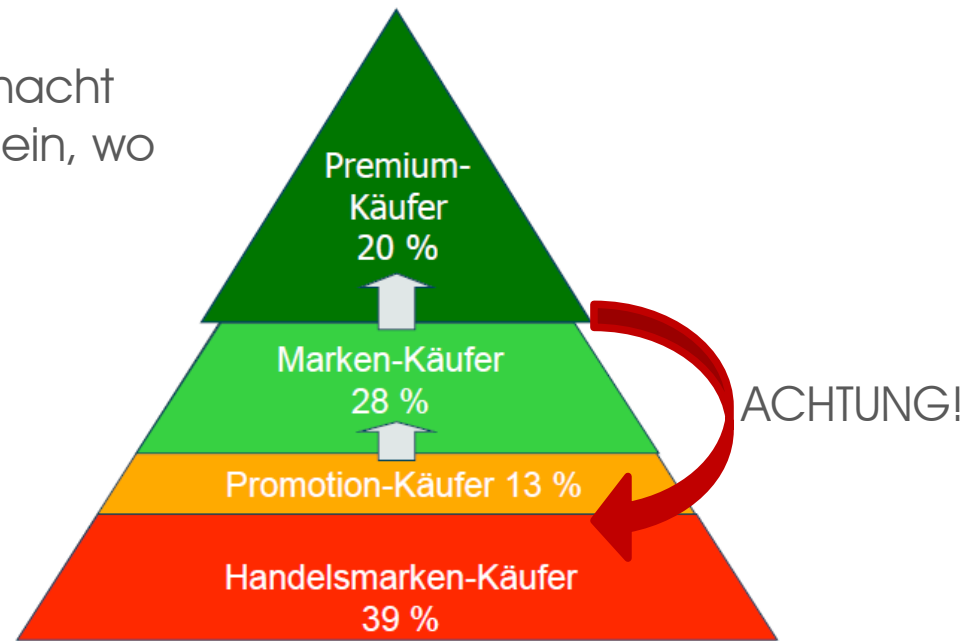 nacht
ein, wo
Premium-
Käufer
20 %
Marken-Käufer
28 %
ACHTUNG!
Promotion-Käufer 13 %
Handelsmarken-Käufer
39 %